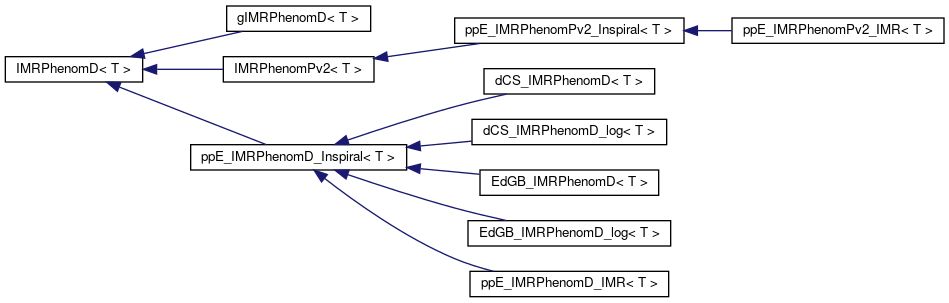 gIMRPhenomD< T >
ppE_IMRPhenomPv2_Inspiral< T >
ppE_IMRPhenomPv2_IMR< T >
IMRPhenomD< T >
IMRPhenomPv2< T >
dCS_IMRPhenomD< T >
dCS_IMRPhenomD_log< T >
ppE_IMRPhenomD_Inspiral< T >
EdGB_IMRPhenomD< T >
EdGB_IMRPhenomD_log< T >
ppE_IMRPhenomD_IMR< T >